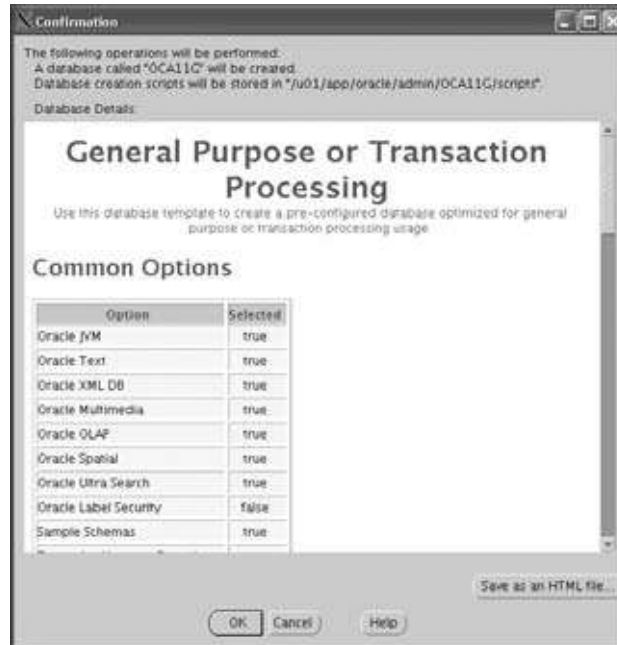 Confirmation
The following operations will be performed:
A database called "OCA11G" will be created.
Database creation scripts will be stored in "/u01/app/oracle/admin/OCA11G/scripts"
Database Details:
General Purpose or Transaction
Processing
Use this database template to create a pre-configured database optimized for general
purpose or transaction processing usage
Common Options
Option Selected
Oracle JVM true
Oracle Text true
Oracle XML DB true
Oracle Multimedia true
Oracle OLAP true
Oracle Spatial true
Oracle Ultra Search true
Oracle Label Security false
Sample Schemas true
Save as an HTML file...
OK Cancel Help